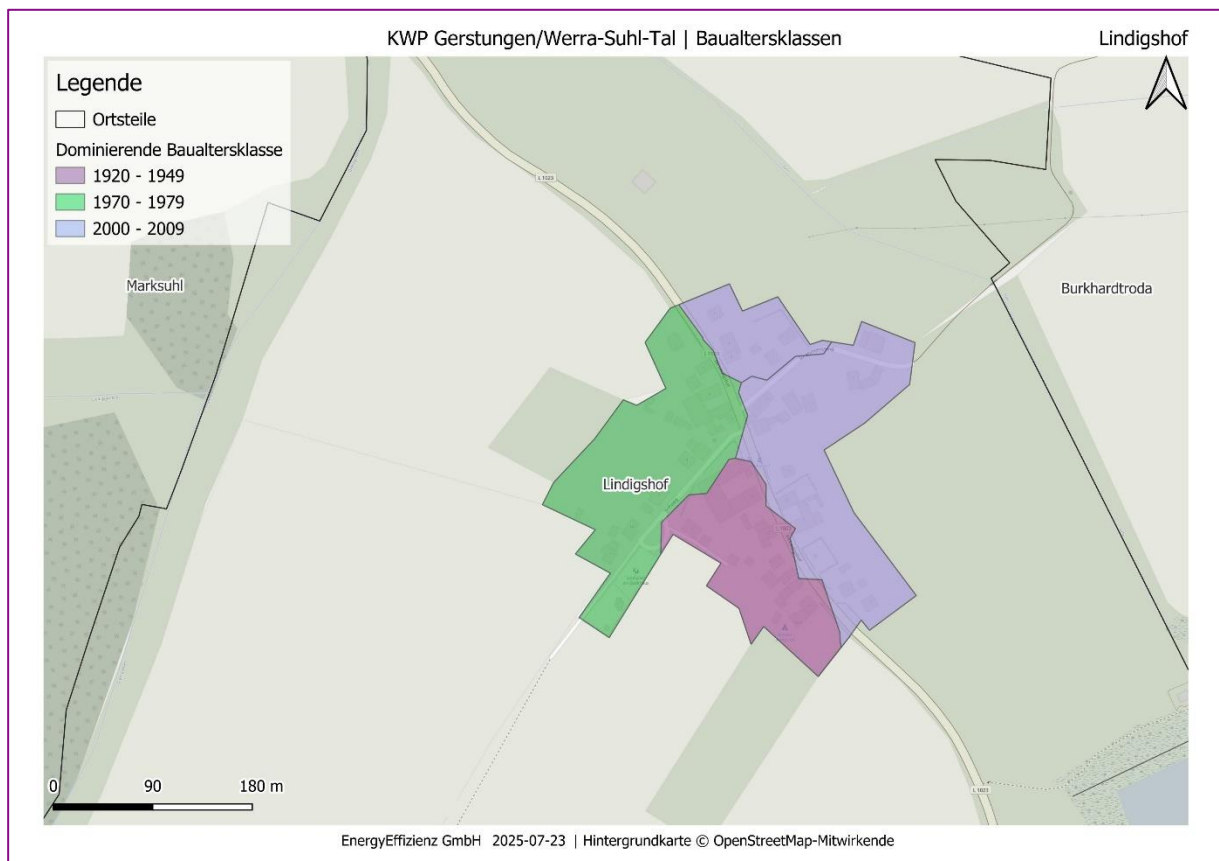 KWP Gerstungen/Werra-Suhl-Tal | Baualtersklassen
Lindigshof
Legende
Ortsteile
Dominierende Baualtersklasse
1920 - 1949
1970 - 1979
2000 - 2009
L 1023
Marksuhl
Burkhardtroda
Lindigshof
0 90 180 m
L 1023
EnergyEffizienz GmbH 2025-07-23 | Hintergrundkarte © OpenStreetMap-Mitwirkende